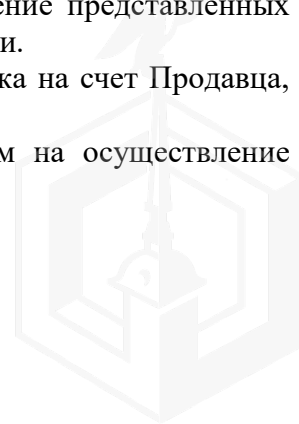 ение представленных
и.
ка на счет Продавца,
м на осуществление